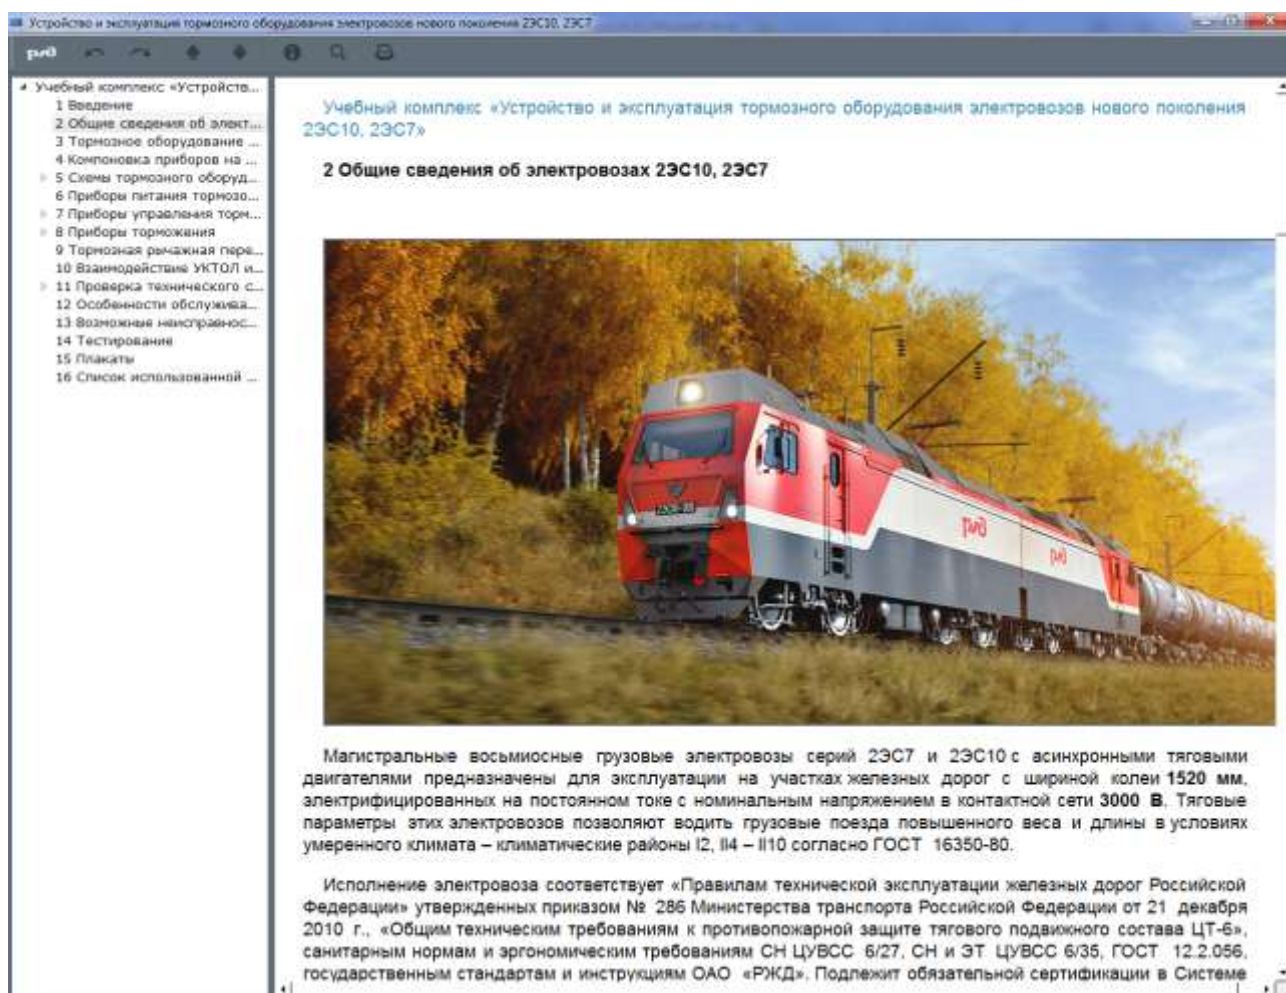 Устройство и эксплуатация тормозного оборудования электровозов нового поколения 2ЭС10, 2ЭС7
ржд
Учебный комплекс «Устройств...
1 Введение
2 Общие сведения об элект...
3 Тормозное оборудование ...
4 Компоновка приборов на ...
5 Схемы тормозного оборуд...
6 Приборы питания тормозо...
7 Приборы управления торм...
8 Приборы торможения
9 Тормозная рычажная пере...
10 Взаимодействие УКТОЛ и...
11 Проверка технического с...
12 Особенности обслужива...
13 Возможные неисправнос...
14 Тестирование
15 Плакаты
16 Список использованной ...
Учебный комплекс «Устройство и эксплуатация тормозного оборудования электровозов нового поколения
2ЭС10, 2ЭС7»
2 Общие сведения об электровозах 2ЭС10, 2ЭС7
ржд
ржд
Магистральные восьмиосные грузовые электровозы серий 2ЭС7 и 2ЭС10 с асинхронными тяговыми
двигателями предназначены для эксплуатации на участках железных дорог с шириной колеи 1520 мм,
электрифицированных на постоянном токе с номинальным напряжением в контактной сети 3000 В. Тяговые
параметры этих электровозов позволяют водить грузовые поезда повышенного веса и длины в условиях
умеренного климата – климатические районы I2, II4 – II10 согласно ГОСТ 16350-80.
Исполнение электровоза соответствует «Правилам технической эксплуатации железных дорог Российской
Федерации» утвержденных приказом № 286 Министерства транспорта Российской Федерации от 21 декабря
2010 г., «Общим техническим требованиям к противопожарной защите тягового подвижного состава ЦТ-6»,
санитарным нормам и эргономическим требованиям СН ЦУВСС 6/27, СН и ЭТ ЦУВСС 6/35, ГОСТ 12.2.056,
государственным стандартам и инструкциям ОАО «РЖД». Подлежит обязательной сертификации в Системе